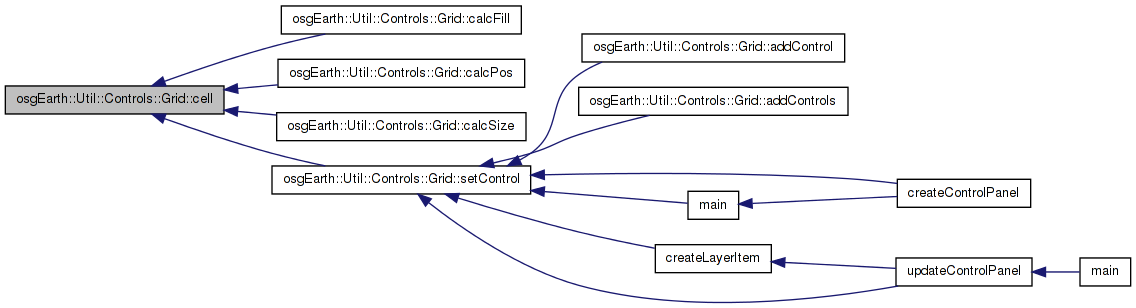 osgEarth::Util::Controls::Grid::calcFill
osgEarth::Util::Controls::Grid::addControl
osgEarth::Util::Controls::Grid::calcPos
osgEarth::Util::Controls::Grid::cell
osgEarth::Util::Controls::Grid::addControls
osgEarth::Util::Controls::Grid::calcSize
osgEarth::Util::Controls::Grid::setControl
createControlPanel
main
createLayerItem
updateControlPanel
main